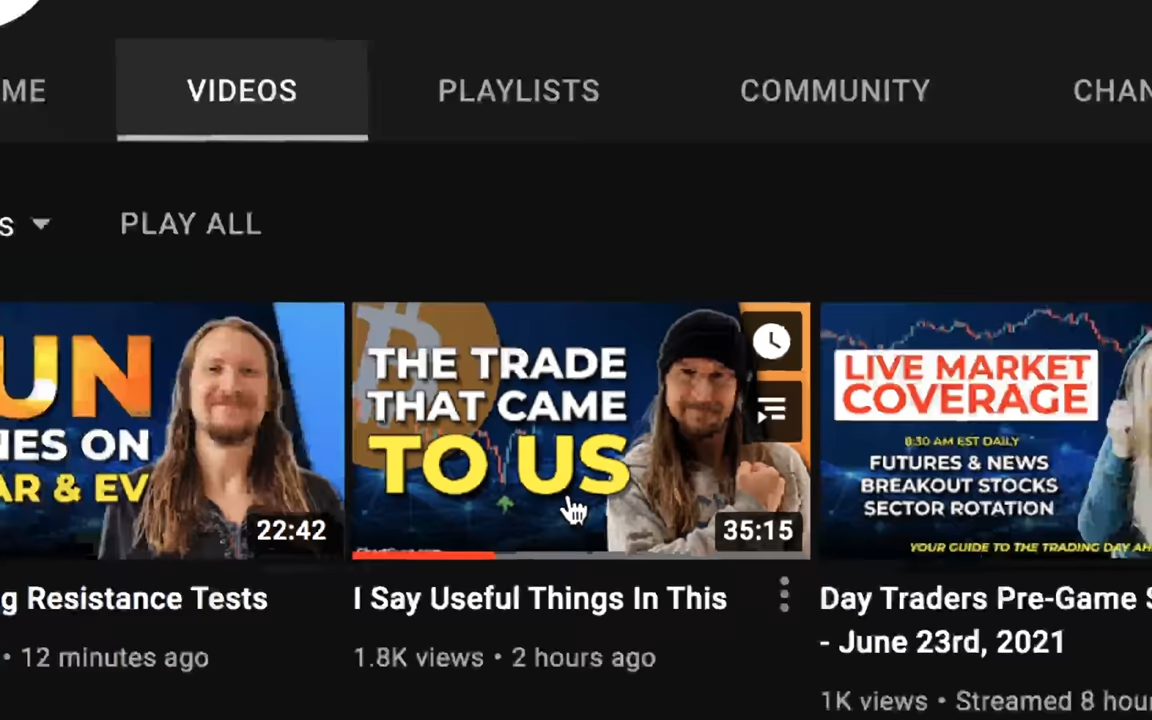 ME VIDEOS PLAYLISTS COMMUNITY CHAN
s PLAY ALL
UN
NES ON
AR & EV
22:42
THE TRADE
THAT CAME
TO US
35:15
LIVE MARKET
COVERAGE
8:30 AM EST DAILY
FUTURES & NEWS
BREAKOUT STOCKS
SECTOR ROTATION
YOUR GUIDE TO THE TRADING DAY AH
g Resistance Tests
• 12 minutes ago
I Say Useful Things In This
1.8K views • 2 hours ago
Day Traders Pre-Game S
- June 23rd, 2021
1K views • Streamed 8 hour